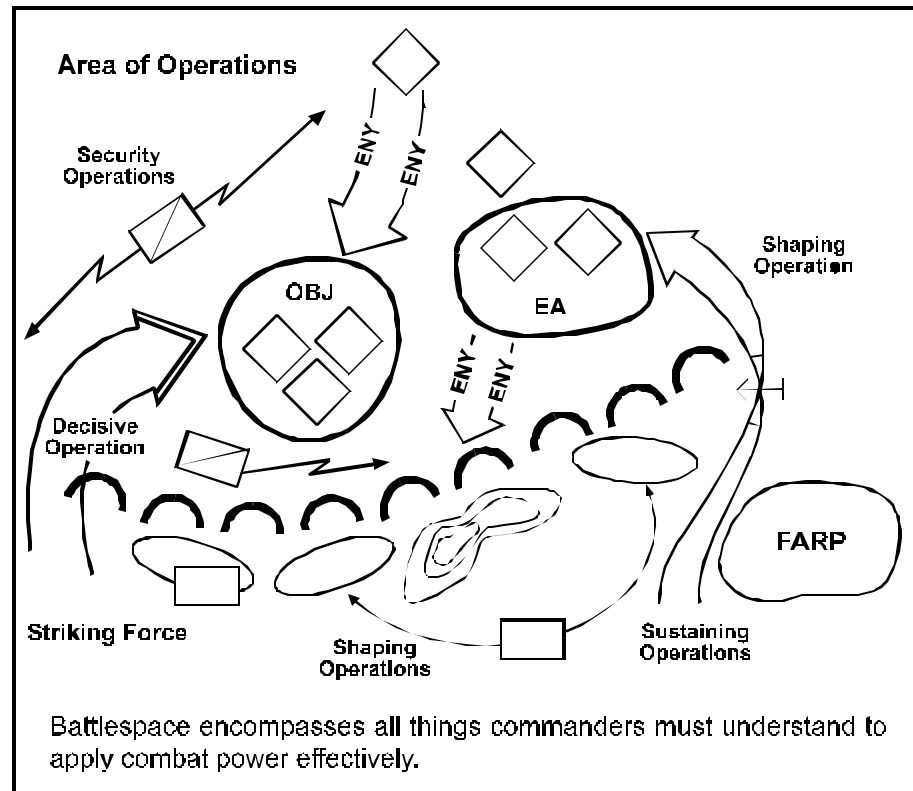 Area of Operations
Security
Operations
ENY
ENY
OBJ
EA
Shaping
Operation
ENY
ENY
Decisive
Operation
FARP
Striking Force
Shaping
Operations
Sustaining
Operations
Battlespace encompasses all things commanders must understand to
apply combat power effectively.